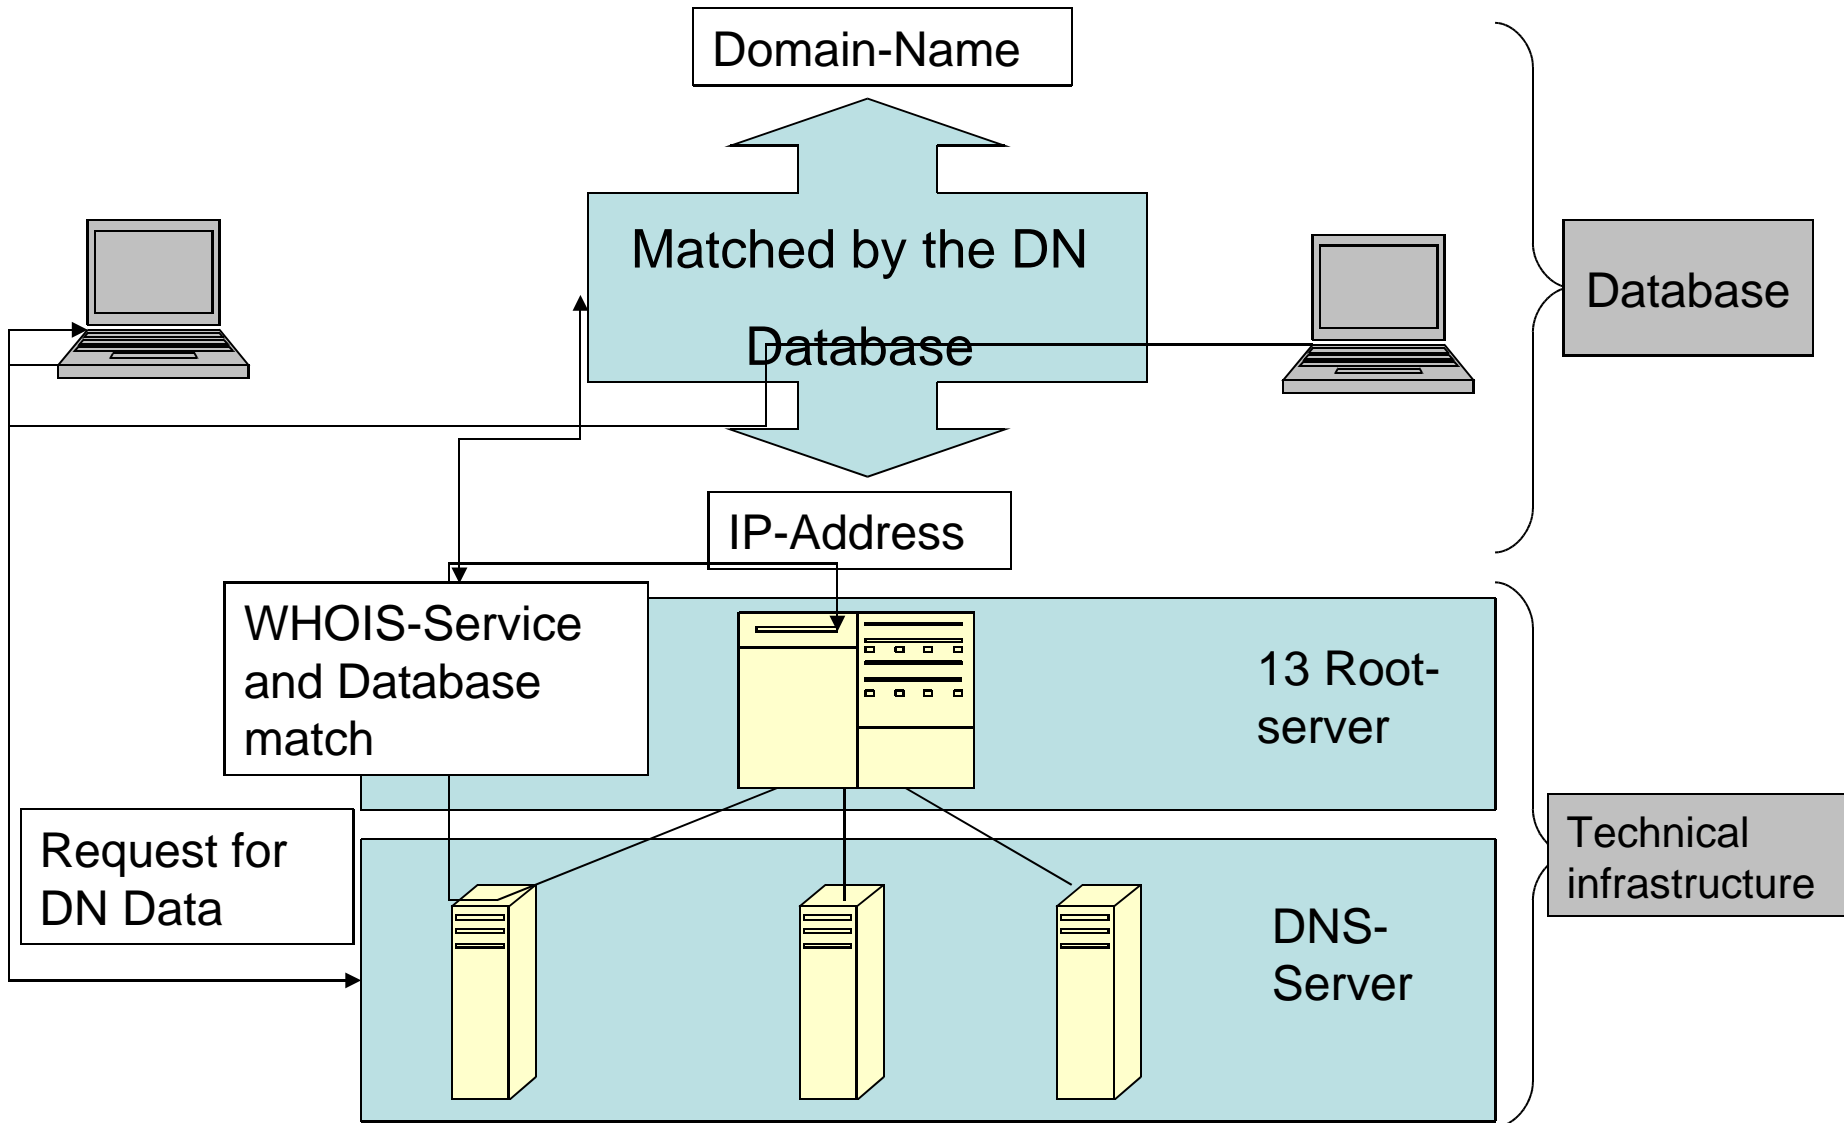 Domain-Name
Matched by the DN
Database
Database
IP-Address
WHOIS-Service
and Database
match
13 Root-
server
Technical
infrastructure
Request for
DN Data
DNS-
Server